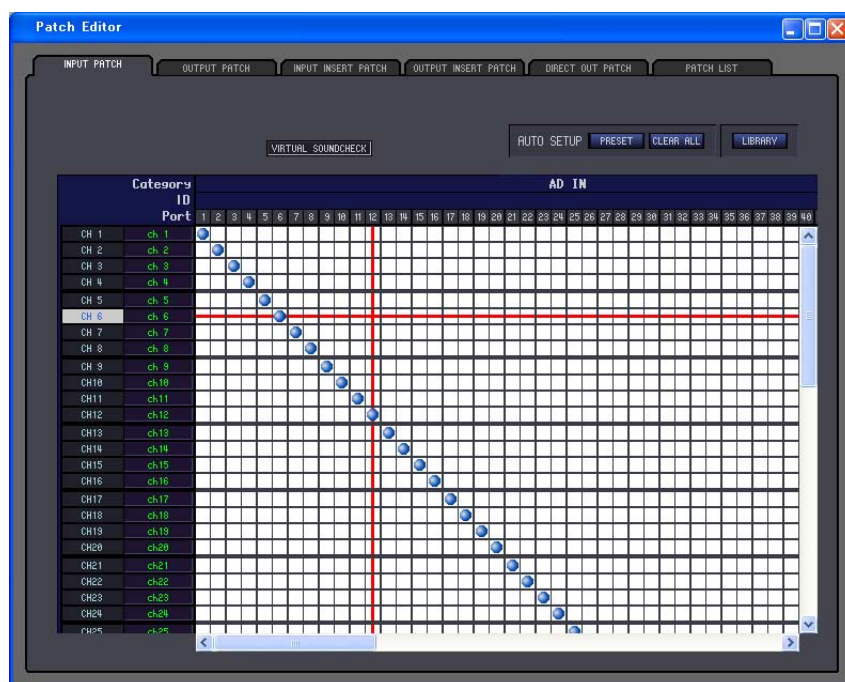 Patch Editor
INPUT PATCH OUTPUT PATCH INPUT INSERT PATCH OUTPUT INSERT PATCH DIRECT OUT PATCH PATCH LIST
VIRTUAL SOUNDCHECK AUTO SETUP PRESET CLEAR ALL LIBRARY
Category AD IN
ID
Port 1 2 3 4 5 6 7 8 9 10 11 12 13 14 15 16 17 18 19 20 21 22 23 24 25 26 27 28 29 30 31 32 33 34 35 36 37 38 39 40
CH 1 ch 1
CH 2 ch 2
CH 3 ch 3
CH 4 ch 4
CH 5 ch 5
CH 6 ch 6
CH 7 ch 7
CH 8 ch 8
CH 9 ch 9
CH10 ch10
CH11 ch11
CH12 ch12
CH13 ch13
CH14 ch14
CH15 ch15
CH16 ch16
CH17 ch17
CH18 ch18
CH19 ch19
CH20 ch20
CH21 ch21
CH22 ch22
CH23 ch23
CH24 ch24
CH25 ch25